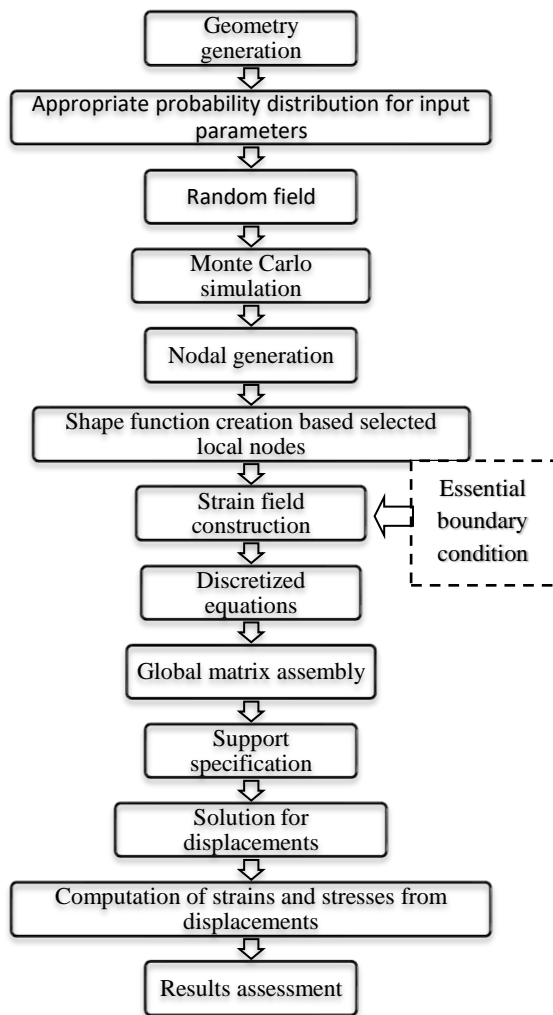 Geometry
generation
Appropriate probability distribution for input
parameters
Random field
Monte Carlo
simulation
Nodal generation
Shape function creation based selected
local nodes
Strain field
construction
Essential
boundary
condition
Discretized
equations
Global matrix assembly
Support
specification
Solution for
displacements
Computation of strains and stresses from
displacements
Results assessment